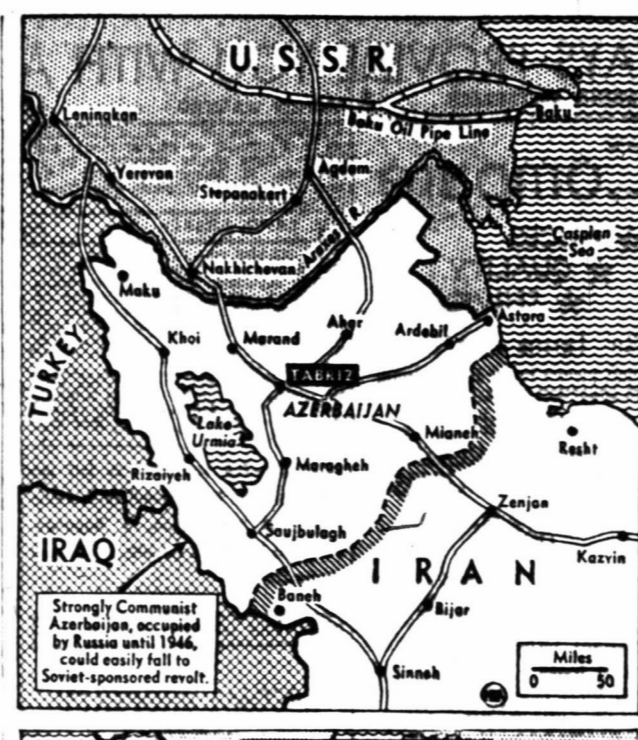 U. S. S. R.
Leninakan
Baku
Baku Oil Pipe Line
Yerevan
Agdam
Stepanakert
Araxes R.
Caspian
Sea
Nakhichevan
Maku
Astara
Khoi
Marand
Ahar
Ardebil
TURKEY
TABRIZ
AZERBAIJAN
Lake
Urmia
Mianeh
Resht
Rizaiyeh
Maragheh
Zenjan
Saujbulagh
IRAQ
IRAN
Kazvin
Baneh
Bijar
Strongly Communist
Azerbaijan, occupied
by Russia until 1946,
could easily fall to
Soviet-sponsored revolt.
Sinneh
Miles
0 50